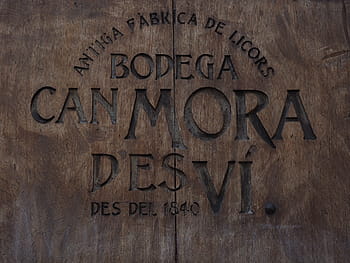 ANTIGA FÀBRICA DE LICORS
BODEGA
CAN MORA
DES VÍ.
DES DEL 1840